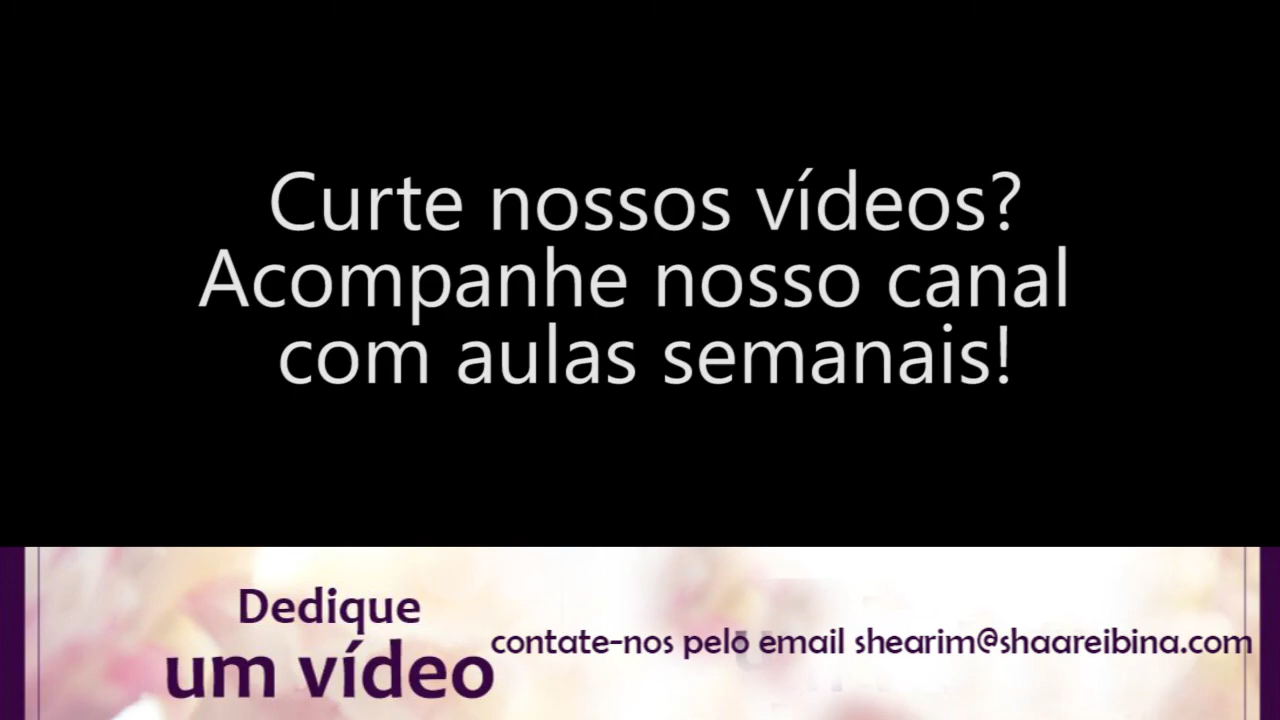 Curte nossos vídeos?
Acompanhe nosso canal
com aulas semanais!
Dedique
um vídeo
contate-nos pelo email shearim@shaareibina.com